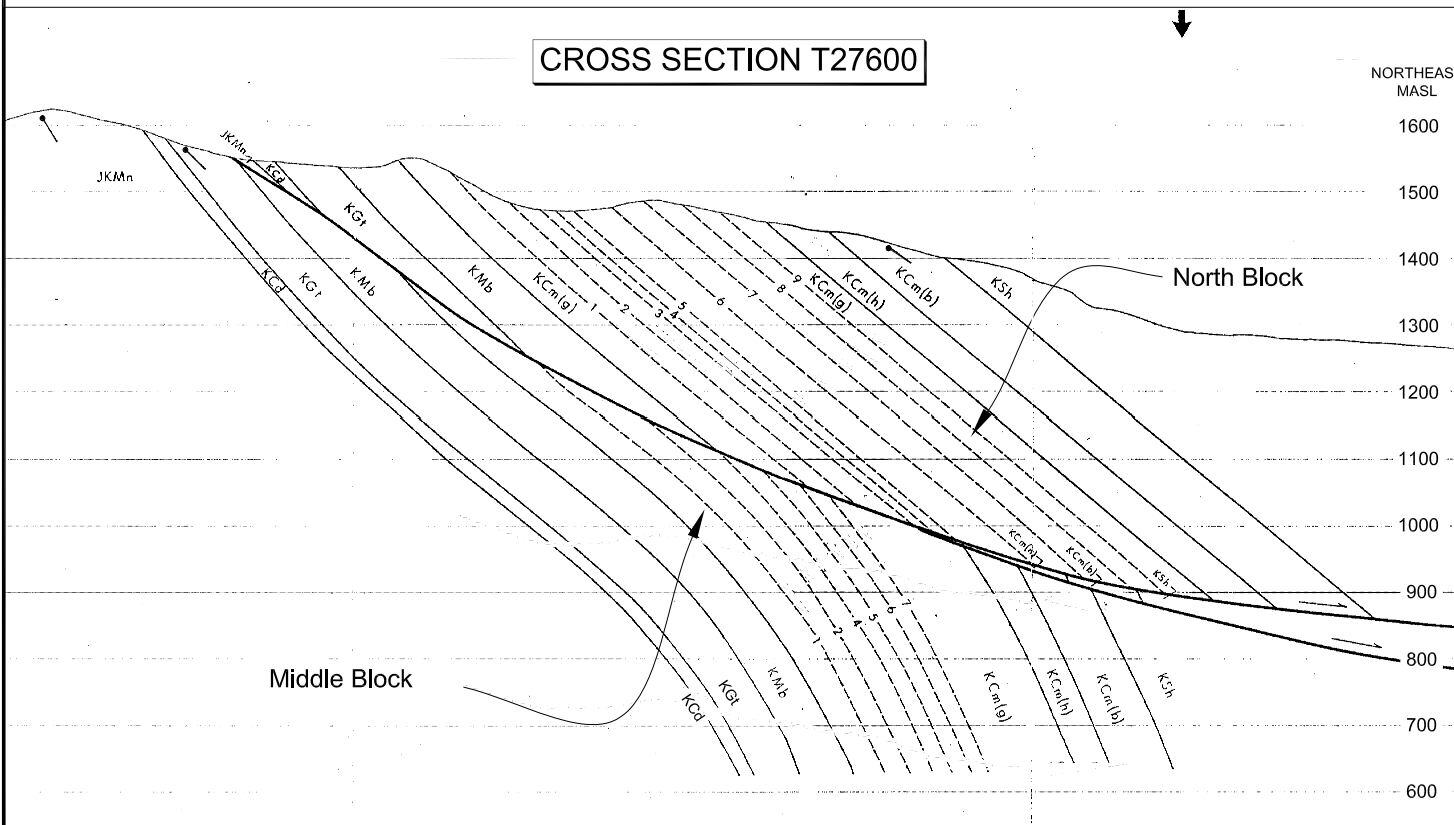 CROSS SECTION T27600
NORTHEAS
MASL
1600
1500
1400
1300
1200
1100
1000
900
800
700
600
JKMn
JKMn
KCd
KGt
KMb
KCm(g)
1
2
3
4
5
6
7
8
9
KCm(g)
KCm(h)
KCm(b)
KSh
North Block
KCd
KGt
KMb
KCm(h)
KCm(b)
KSh
Middle Block
KCd
KGt
KMb
1
2
4
5
6
7
KCm(g)
KCm(h)
KCm(b)
KSh